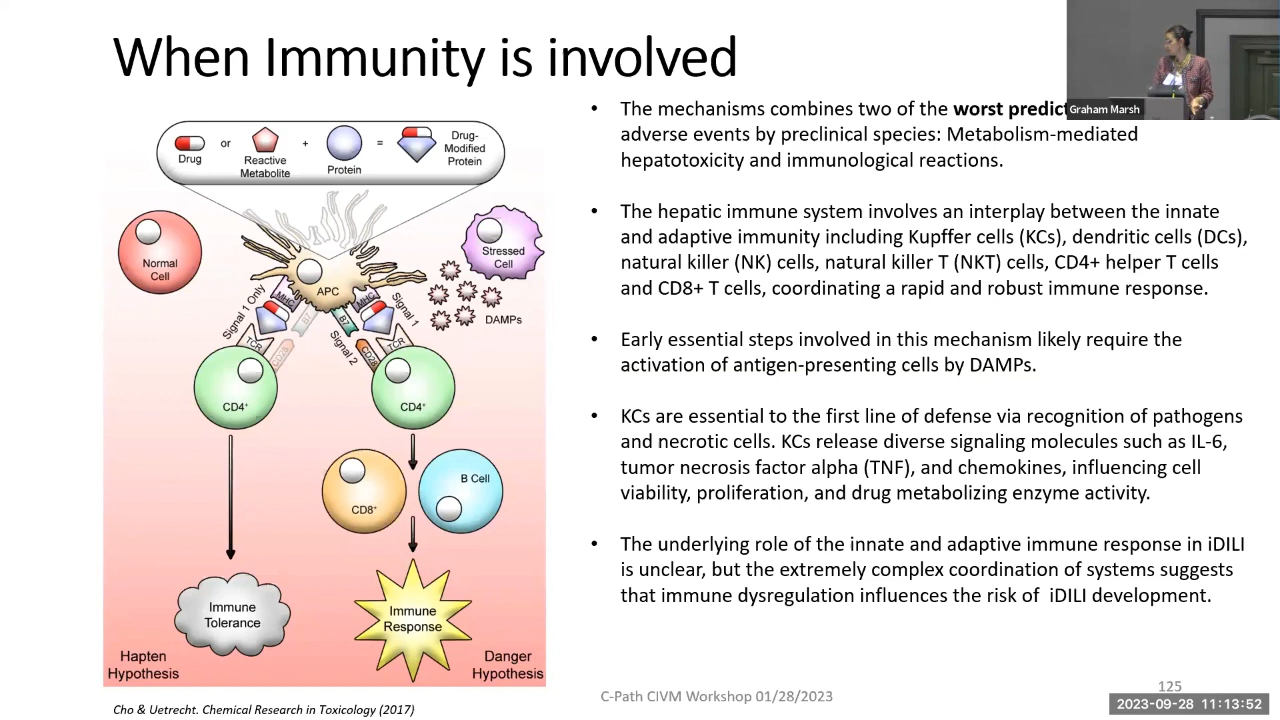 When Immunity is involved
Graham Marsh
Drug
or
Reactive
Metabolite
+
Protein
=
Drug-
Modified
Protein
Normal
Cell
Stressed
Cell
APC
DAMPs
Signal 1 Only
MHC
B7
TCR
CD28
B7
MHC
Signal 1
Signal 2
CD28
TCR
CD4+
CD4+
CD8+
B Cell
Immune
Tolerance
Immune
Response
Hapten
Hypothesis
Danger
Hypothesis
Cho & Uetrecht. Chemical Research in Toxicology (2017)
• The mechanisms combines two of the worst predict
adverse events by preclinical species: Metabolism-mediated
hepatotoxicity and immunological reactions.
• The hepatic immune system involves an interplay between the innate
and adaptive immunity including Kupffer cells (KCs), dendritic cells (DCs),
natural killer (NK) cells, natural killer T (NKT) cells, CD4+ helper T cells
and CD8+ T cells, coordinating a rapid and robust immune response.
• Early essential steps involved in this mechanism likely require the
activation of antigen-presenting cells by DAMPs.
• KCs are essential to the first line of defense via recognition of pathogens
and necrotic cells. KCs release diverse signaling molecules such as IL-6,
tumor necrosis factor alpha (TNF), and chemokines, influencing cell
viability, proliferation, and drug metabolizing enzyme activity.
• The underlying role of the innate and adaptive immune response in iDILI
is unclear, but the extremely complex coordination of systems suggests
that immune dysregulation influences the risk of  iDILI development.
C-Path CIVM Workshop 01/28/2023
125
2023-09-28 11:13:52